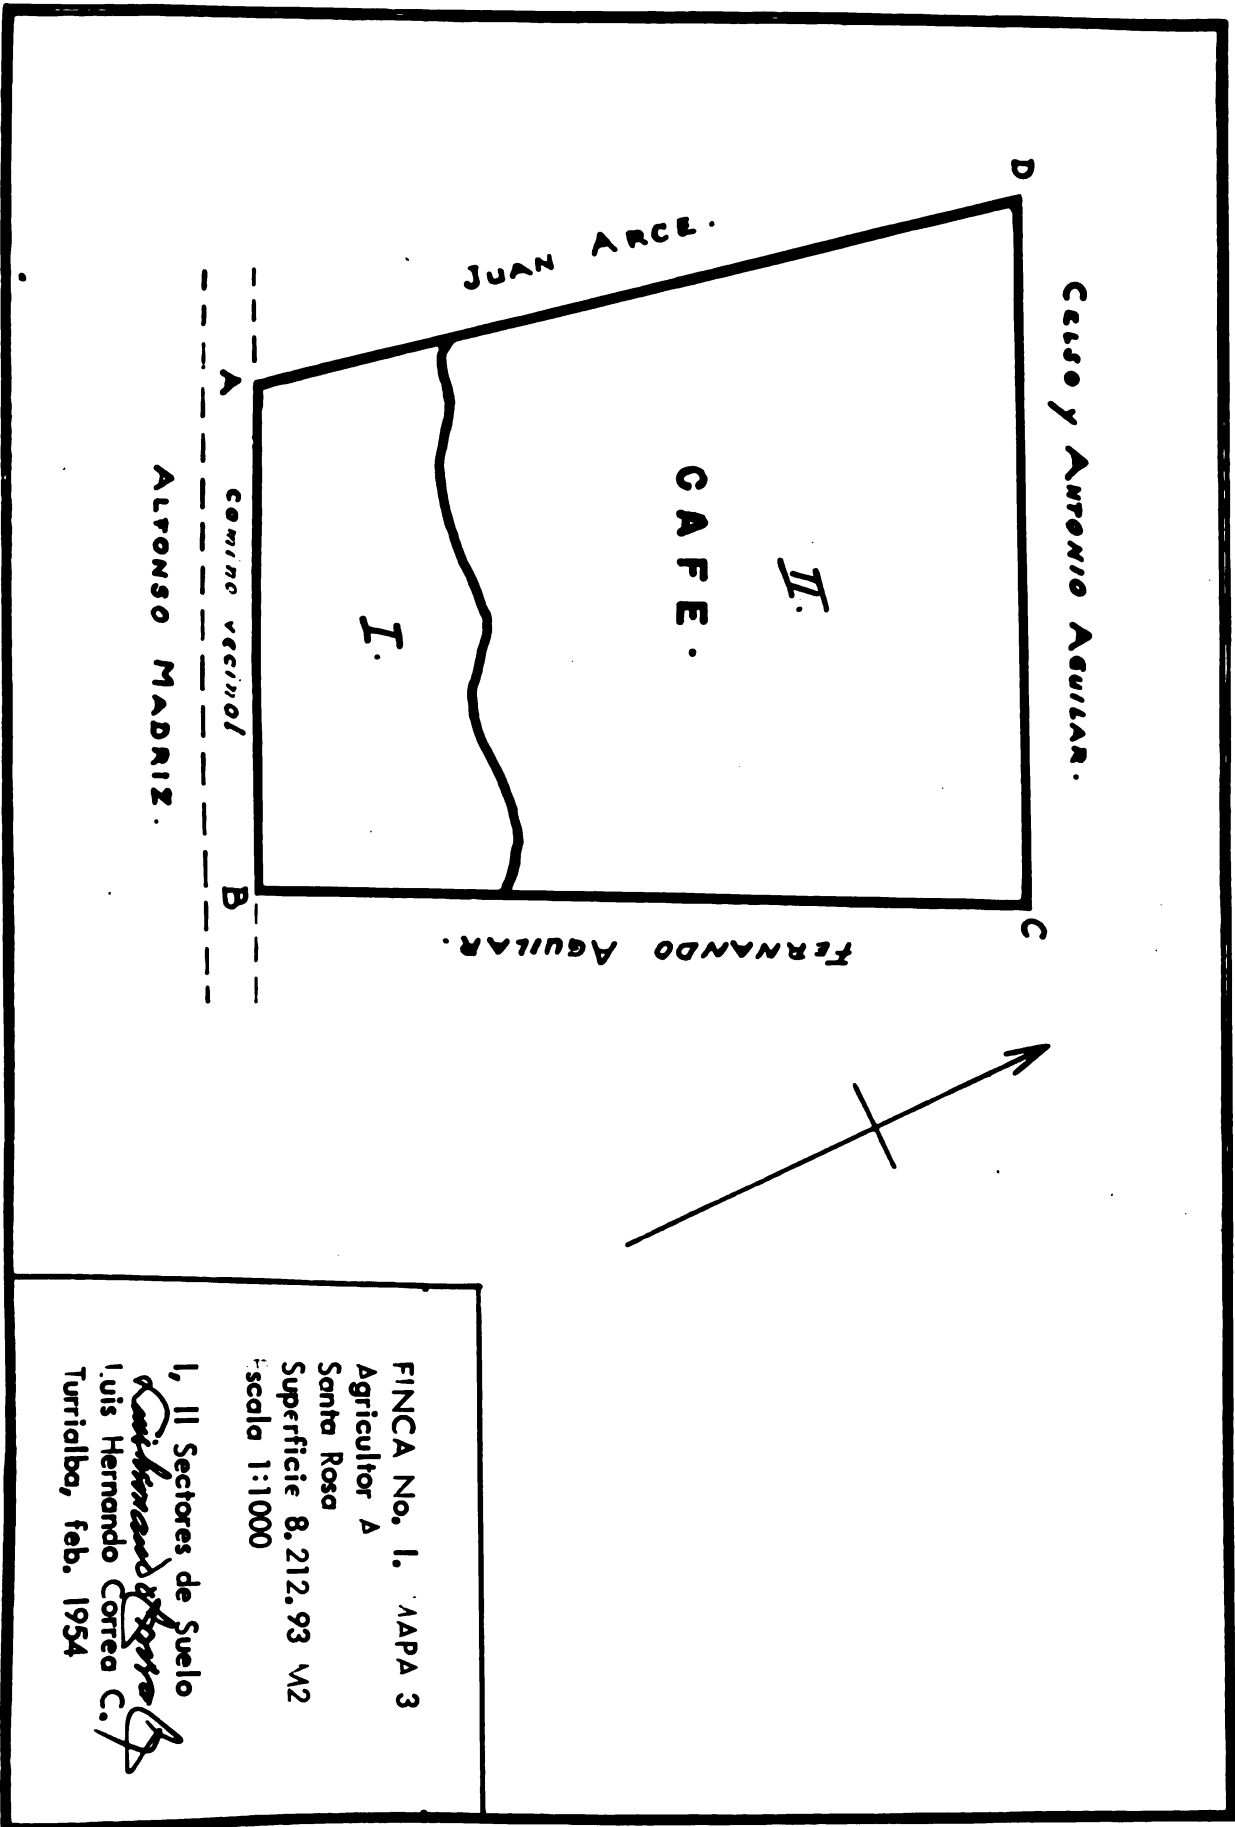 D
CELSO Y ANTONIO AGUILAR.
C
JUAN ARCE.
II.
CAFE.
I.
FERNANDO AGUILAR.
A
B
camino vecinal
ALFONSO MADRIZ.
FINCA No. 1. MAPA 3
Agricultor A
Santa Rosa
Superficie 8.212.93 M2
Escala 1:1000
I, II Sectores de Suelo
Luis Hernando Correa C.
Turrialba, feb. 1954